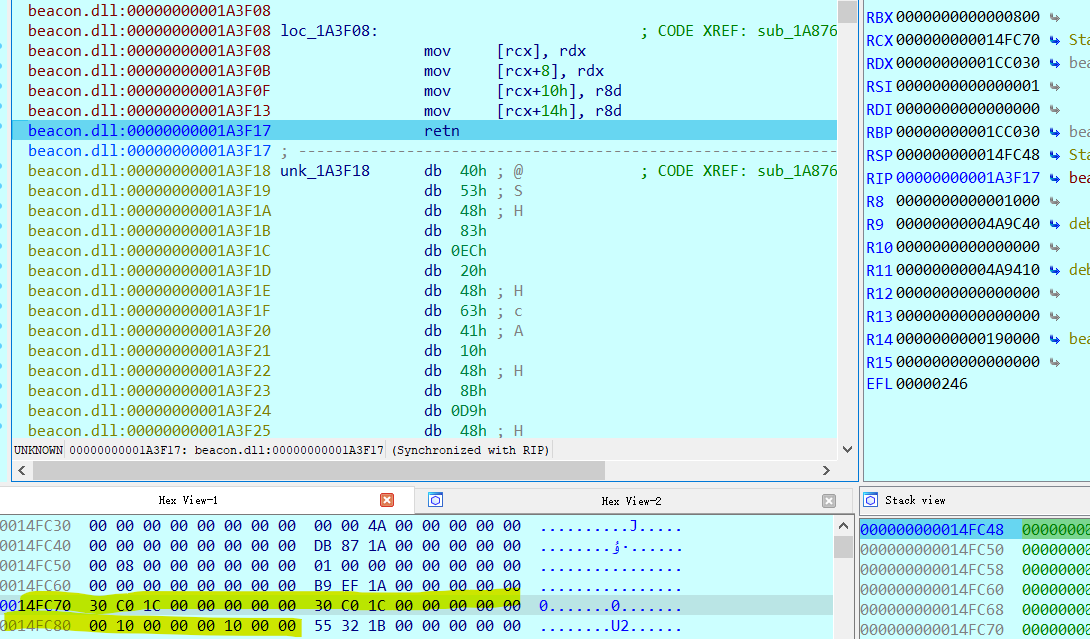 beacon.dll:00000000001A3F08
beacon.dll:00000000001A3F08 loc_1A3F08: ; CODE XREF: sub_1A876
beacon.dll:00000000001A3F08 mov [rcx], rdx
beacon.dll:00000000001A3F0B mov [rcx+8], rdx
beacon.dll:00000000001A3F0F mov [rcx+10h], r8d
beacon.dll:00000000001A3F13 mov [rcx+14h], r8d
beacon.dll:00000000001A3F17 retn
beacon.dll:00000000001A3F17 ; ---------------------------------------------------------------
beacon.dll:00000000001A3F18 unk_1A3F18 db 40h ; @ ; CODE XREF: sub_1A876
beacon.dll:00000000001A3F19 db 53h ; S
beacon.dll:00000000001A3F1A db 48h ; H
beacon.dll:00000000001A3F1B db 83h
beacon.dll:00000000001A3F1C db 0ECh
beacon.dll:00000000001A3F1D db 20h
beacon.dll:00000000001A3F1E db 48h ; H
beacon.dll:00000000001A3F1F db 63h ; c
beacon.dll:00000000001A3F20 db 41h ; A
beacon.dll:00000000001A3F21 db 10h
beacon.dll:00000000001A3F22 db 48h ; H
beacon.dll:00000000001A3F23 db 8Bh
beacon.dll:00000000001A3F24 db 0D9h
beacon.dll:00000000001A3F25 db 48h ; H
UNKNOWN 00000000001A3F17: beacon.dll:00000000001A3F17 (Synchronized with RIP)
RBX 0000000000000800
RCX 000000000014FC70 Sta
RDX 00000000001CC030 bea
RSI 0000000000000001
RDI 0000000000000000
RBP 00000000001CC030 bea
RSP 000000000014FC48 Sta
RIP 00000000001A3F17 bea
R8 0000000000001000
R9 00000000004A9C40 deb
R10 0000000000000000
R11 00000000004A9410 deb
R12 0000000000000000
R13 0000000000000000
R14 0000000000190000 bea
R15 0000000000000000
EFL 00000246
Hex View-1
Hex View-2
0014FC30 00 00 00 00 00 00 00 00 00 00 4A 00 00 00 00 00 ..........J.....
0014FC40 00 00 00 00 00 00 00 00 DB 87 1A 00 00 00 00 00
0014FC50 00 08 00 00 00 00 00 00 01 00 00 00 00 00 00 00 ................
0014FC60 00 00 00 00 00 00 00 00 B9 EF 1A 00 00 00 00 00 ................
0014FC70 30 C0 1C 00 00 00 00 00 30 C0 1C 00 00 00 00 00 0.......0.......
0014FC80 00 10 00 00 00 10 00 00 55 32 1B 00 00 00 00 00 ........U2......
Stack view
000000000014FC48 00000000
000000000014FC50 00000000
000000000014FC58 00000000
000000000014FC60 00000000
000000000014FC68 00000000
000000000014FC70 00000000